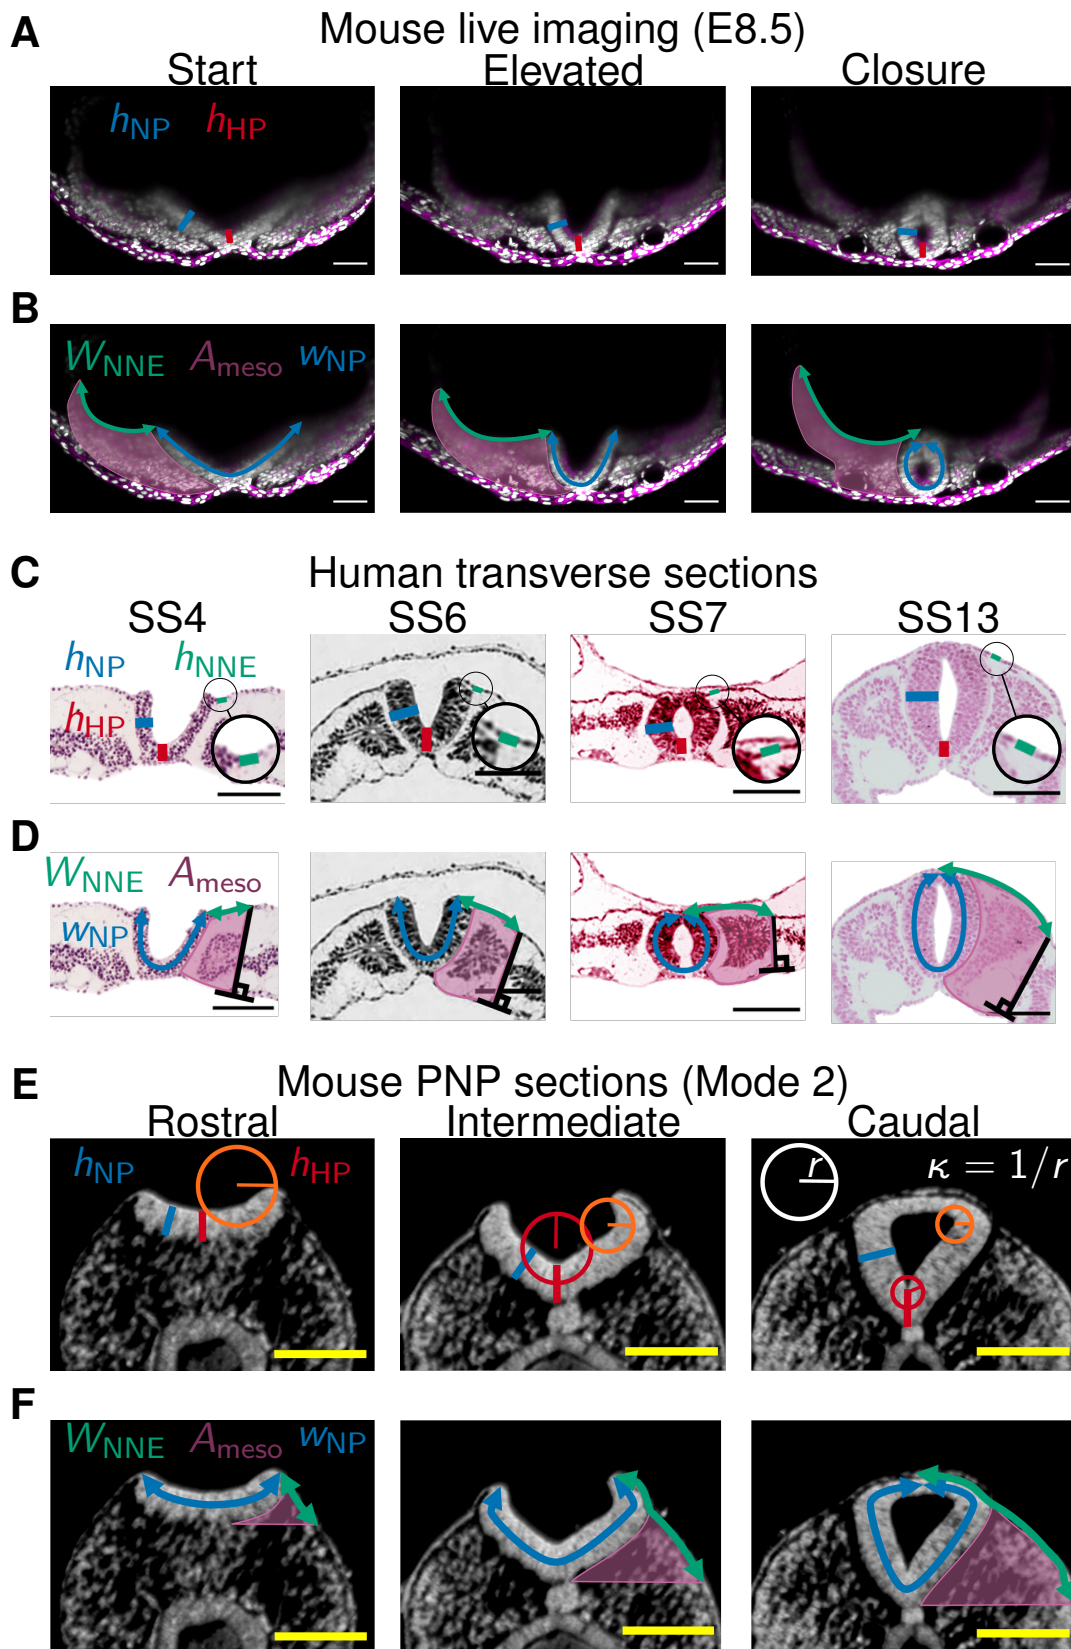 A
Mouse live imaging (E8.5)
Start Elevated Closure
hNP hHP
B
WNNE Ameso wNP
C
Human transverse sections
SS4 SS6 SS7 SS13
hNP hNNE
hHP
D
WNNE Ameso
wNP
E
Mouse PNP sections (Mode 2)
Rostral Intermediate Caudal
hNP hHP r κ = 1/r
F
WNNE Ameso wNP